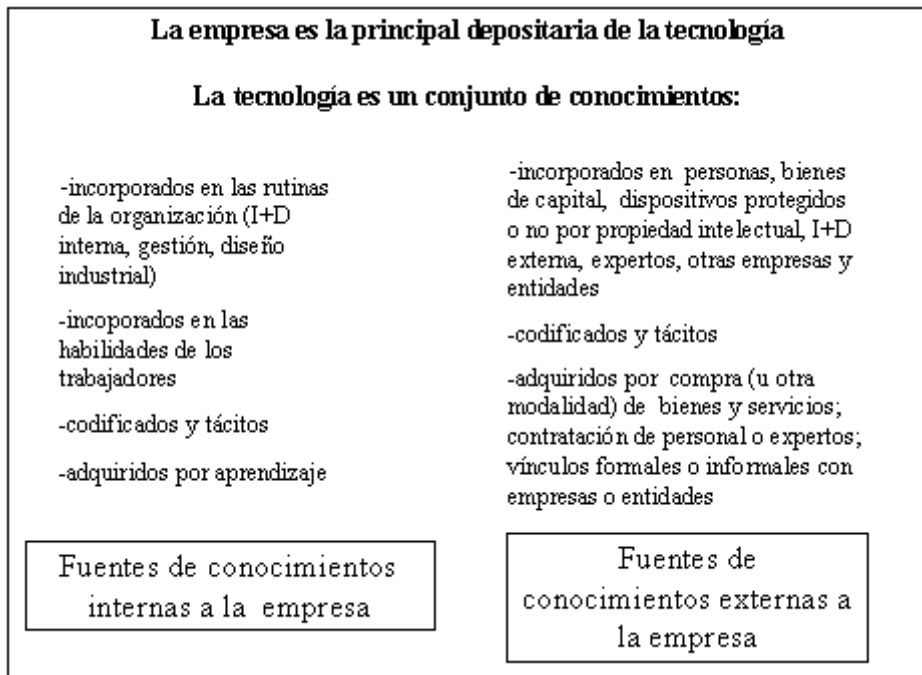 La empresa es la principal depositaria de la tecnología
La tecnología es un conjunto de conocimientos:
-incorporados en las rutinas
de la organización (I+D
interna, gestión, diseño
industrial)
-incoporados en las
habilidades de los
trabajadores
-codificados y tácitos
-adquiridos por aprendizaje
Fuentes de conocimientos
internas a la empresa
-incorporados en personas, bienes
de capital, dispositivos protegidos
o no por propiedad intelectual, I+D
externa, expertos, otras empresas y
entidades
-codificados y tácitos
-adquiridos por compra (u otra
modalidad) de bienes y servicios;
contratación de personal o expertos;
vínculos formales o informales con
empresas o entidades
Fuentes de
conocimientos externas a
la empresa